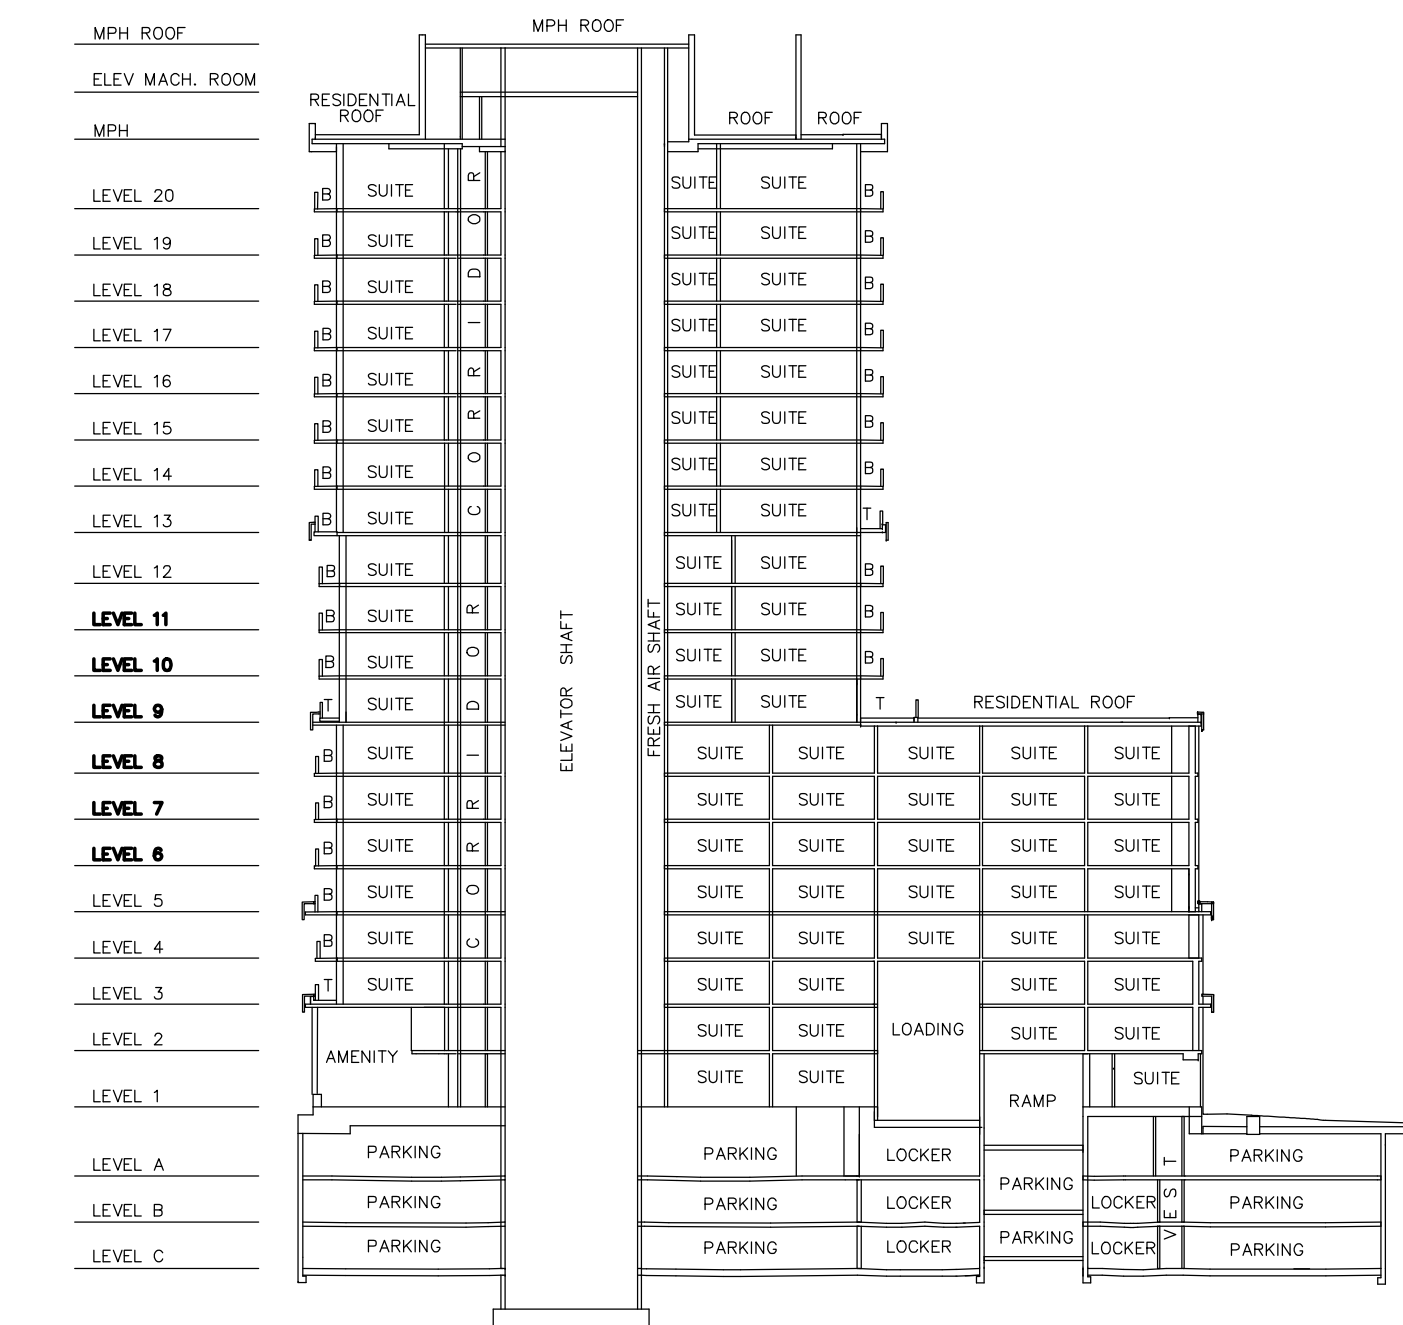 MPH ROOF
MPH ROOF
ELEV MACH. ROOM
RESIDENTIAL
ROOF
ROOF
ROOF
MPH
LEVEL 20
B
SUITE
SUITE
SUITE
B
LEVEL 19
B
SUITE
SUITE
SUITE
B
LEVEL 18
B
SUITE
SUITE
SUITE
B
LEVEL 17
B
SUITE
SUITE
SUITE
B
LEVEL 16
B
SUITE
SUITE
SUITE
B
LEVEL 15
B
SUITE
SUITE
SUITE
B
LEVEL 14
B
SUITE
SUITE
SUITE
B
LEVEL 13
B
SUITE
SUITE
SUITE
T
CORRIDOR
LEVEL 12
B
SUITE
SUITE
SUITE
B
LEVEL 11
B
SUITE
SUITE
SUITE
B
LEVEL 10
B
SUITE
SUITE
SUITE
B
LEVEL 9
T
SUITE
SUITE
SUITE
T
RESIDENTIAL ROOF
ELEVATOR SHAFT
FRESH AIR SHAFT
LEVEL 8
B
SUITE
SUITE
SUITE
SUITE
SUITE
SUITE
LEVEL 7
B
SUITE
SUITE
SUITE
SUITE
SUITE
SUITE
LEVEL 6
B
SUITE
SUITE
SUITE
SUITE
SUITE
SUITE
LEVEL 5
B
SUITE
SUITE
SUITE
SUITE
SUITE
SUITE
LEVEL 4
B
SUITE
SUITE
SUITE
SUITE
SUITE
SUITE
CORRIDOR
LEVEL 3
T
SUITE
SUITE
SUITE
SUITE
SUITE
LEVEL 2
SUITE
SUITE
LOADING
SUITE
SUITE
AMENITY
LEVEL 1
SUITE
SUITE
RAMP
SUITE
LEVEL A
PARKING
PARKING
LOCKER
PARKING
LEVEL B
PARKING
PARKING
LOCKER
PARKING
LOCKER
PARKING
LEVEL C
PARKING
PARKING
LOCKER
PARKING
LOCKER
VEST
PARKING